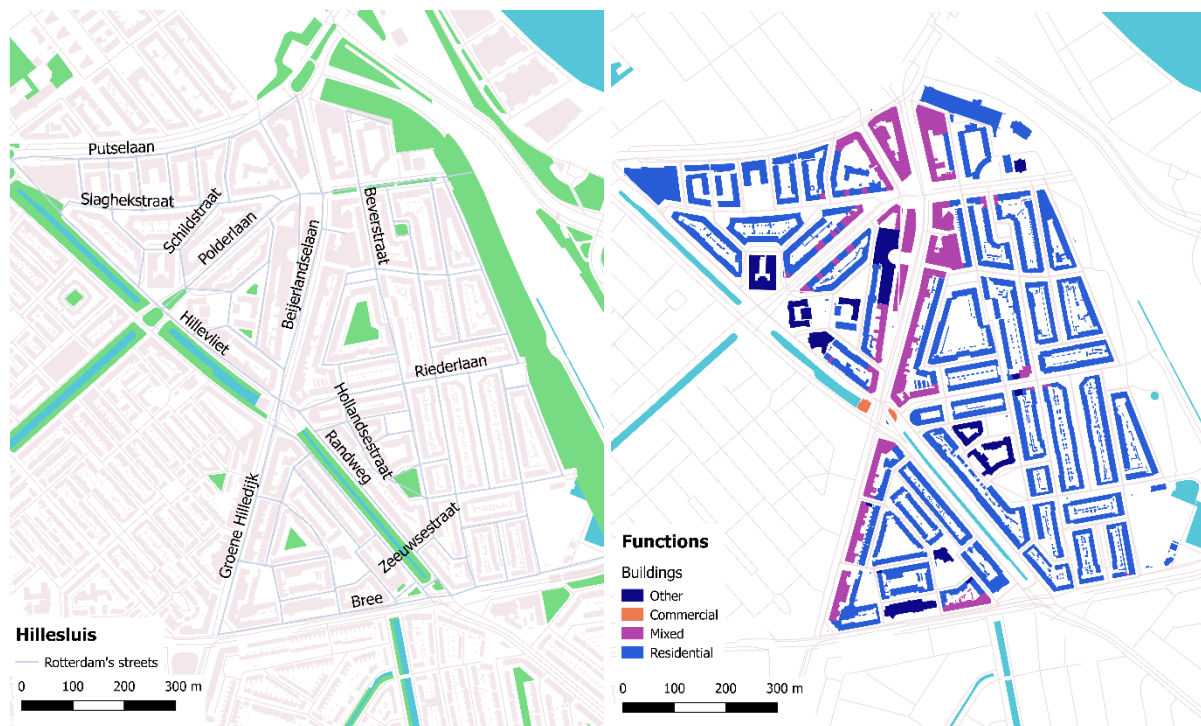 Putselaan
Slaghekstraat
Schildstraat
Polderlaan
Beverstraat
Beijerlandselaan
Hillevliet
Riederlaan
Hollandsestraat
Randweg
Groene Hilledijk
Zeeuwsestraat
Bree
Hillesluis
Rotterdam's streets
0 100 200 300 m
Functions
Buildings
Other
Commercial
Mixed
Residential
0 100 200 300 m